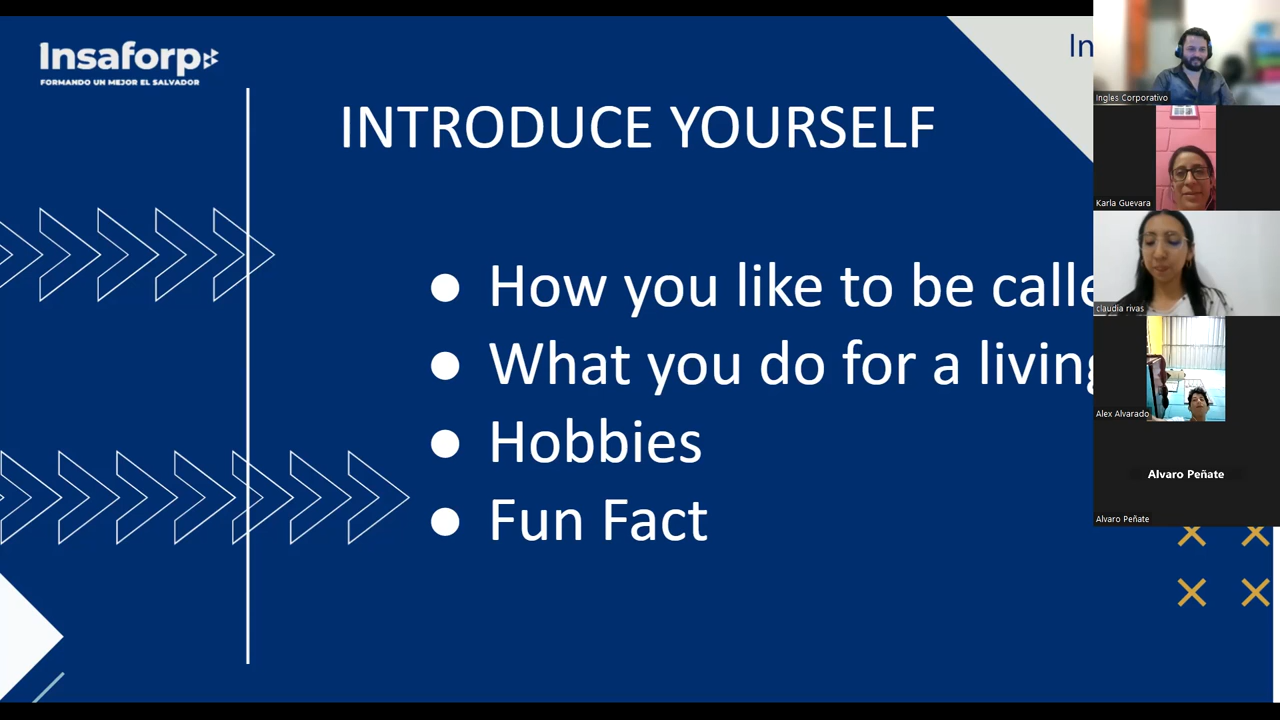 Insaforp
FORMANDO UN MEJOR EL SALVADOR
In
INTRODUCE YOURSELF
● How you like to be calle
● What you do for a living
● Hobbies
● Fun Fact
Ingles Corporativo
Karla Guevara
claudia rivas
Alex Alvarado
Alvaro Peñate
Alvaro Peñate